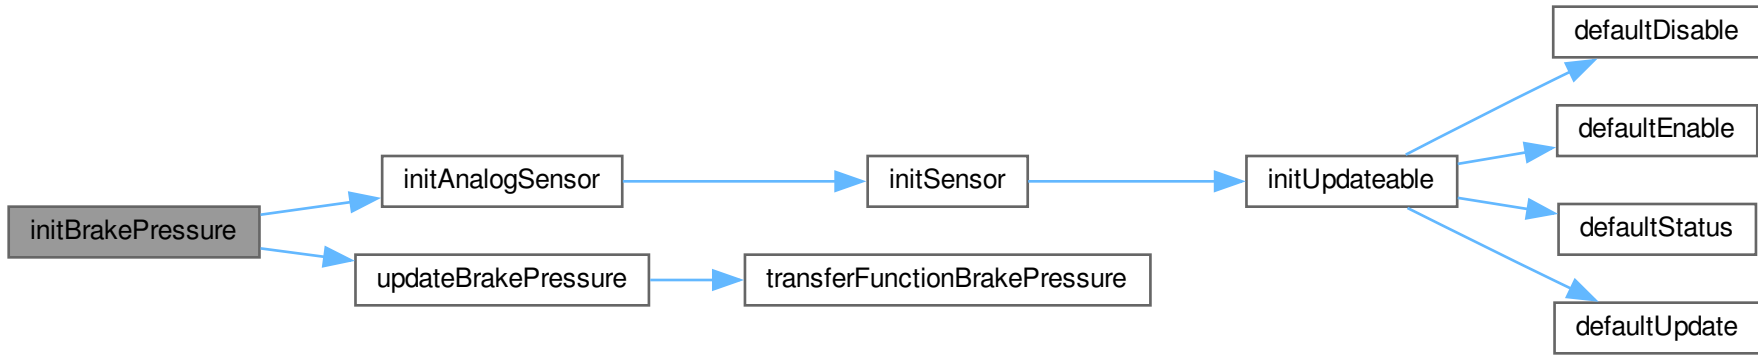 initBrakePressure
initAnalogSensor
updateBrakePressure
initSensor
transferFunctionBrakePressure
initUpdateable
defaultDisable
defaultEnable
defaultStatus
defaultUpdate